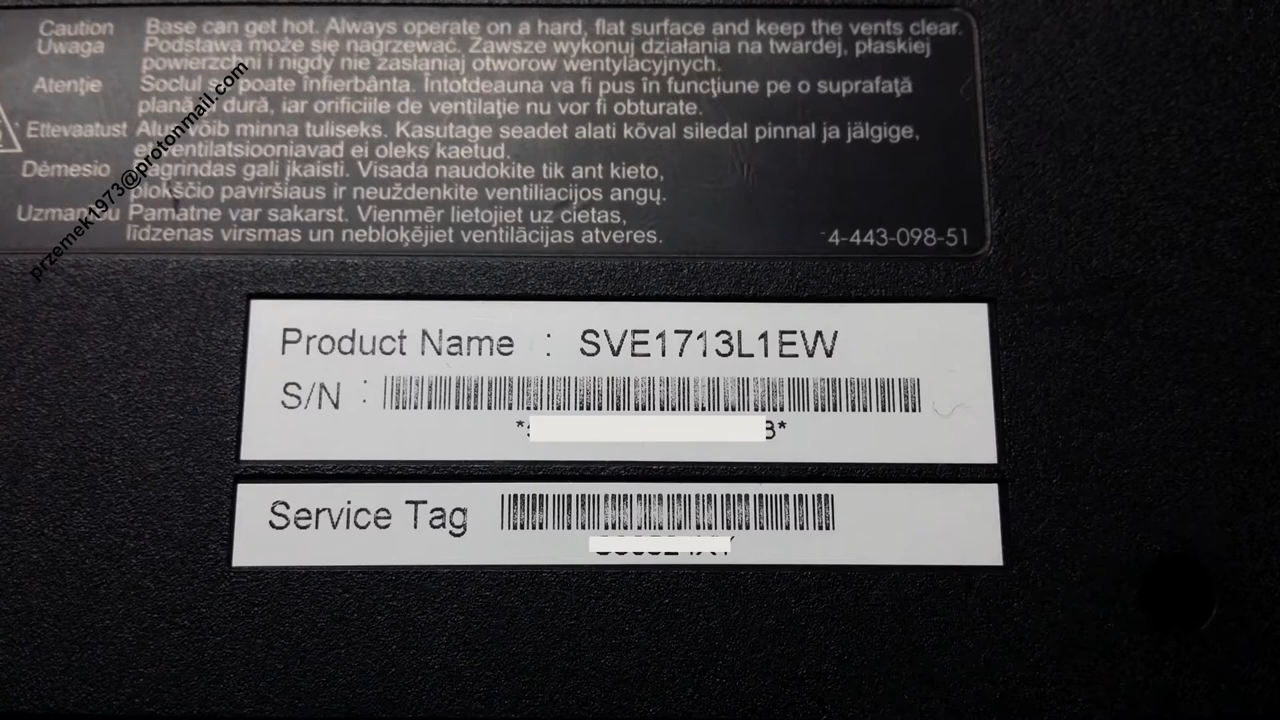 Caution Base can get hot. Always operate on a hard, flat surface and keep the vents clear.
Uwaga Podstawa może się nagrzewać. Zawsze wykonuj działania na twardej, płaskiej
powierzchni i nigdy nie zasłaniaj otworow wentylacyjnych.
Atenţie Soclul se poate înfierbânta. Întotdeauna va fi pus în funcţiune pe o suprafaţă
plană şi dură, iar orificiile de ventilaţie nu vor fi obturate.
Ettevaatust Alus võib minna tuliseks. Kasutage seadet alati kõval siledal pinnal ja jälgige,
et ventilatsiooniavad ei oleks kaetud.
Dėmesio Pagrindas gali įkaisti. Visada naudokite tik ant kieto,
plokščio paviršiaus ir neuždenkite ventiliacijos angų.
Uzmanību Pamatne var sakarst. Vienmēr lietojiet uz cietas,
līdzenas virsmas un nebloķējiet ventilācijas atveres.
4-443-098-51
przemek1973@protonmail.com
Product Name : SVE1713L1EW
S/N :
Service Tag